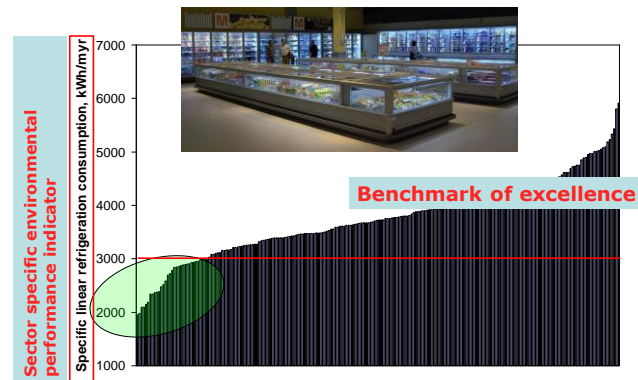 Sector specific environmental
performance indicator
Specific linear refrigeration consumption, kWh/myr
7000
6000
5000
4000
3000
2000
1000
Benchmark of excellence
M
M